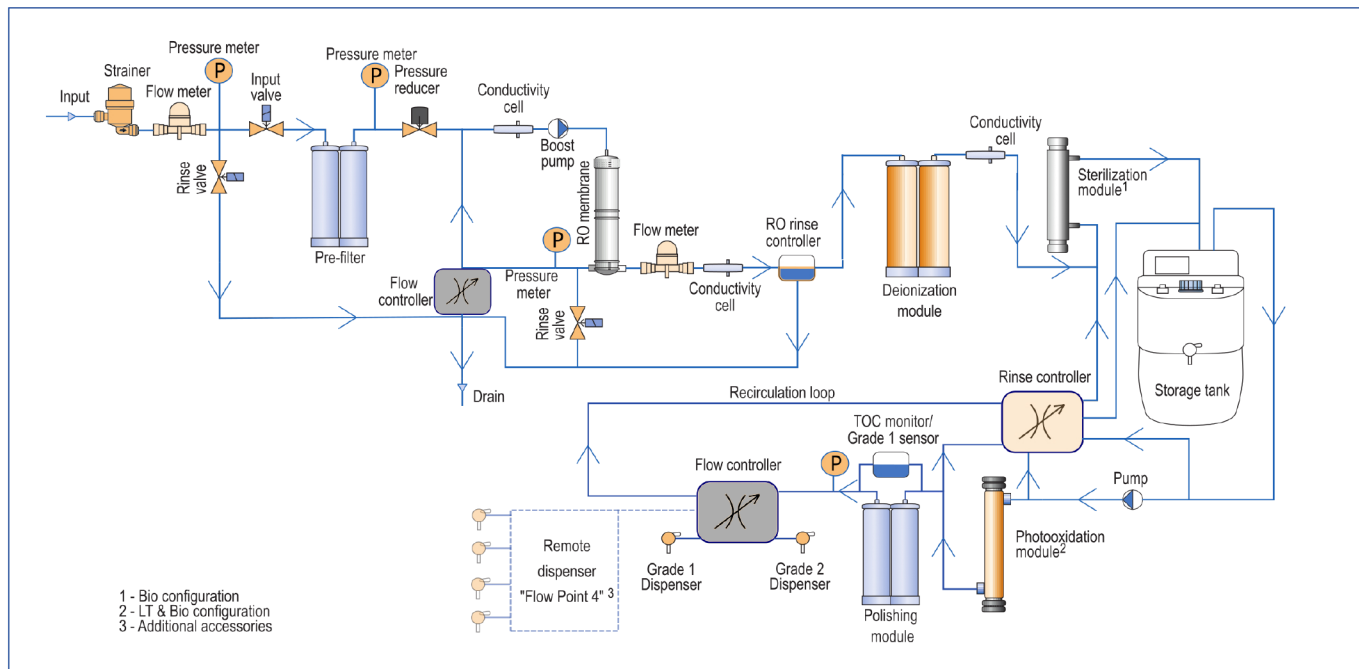 Pressure meter
P
Strainer
Input
valve
Flow meter
Input
Rinse
valve
Pre-filter
Pressure meter
P
Pressure
reducer
Conductivity
cell
Boost
pump
RO membrane
P
Pressure
meter
Flow
controller
Rinse
valve
Drain
Flow meter
Conductivity
cell
RO rinse
controller
Deionization
module
Conductivity
cell
Sterilization
module1
Storage tank
Rinse controller
Recirculation loop
TOC monitor/
Grade 1 sensor
P
Flow controller
Pump
Photooxidation
module2
Polishing
module
Grade 1
Dispenser
Grade 2
Dispenser
Remote
dispenser
"Flow Point 4" 3
1 - Bio configuration
2 - LT & Bio configuration
3 - Additional accessories